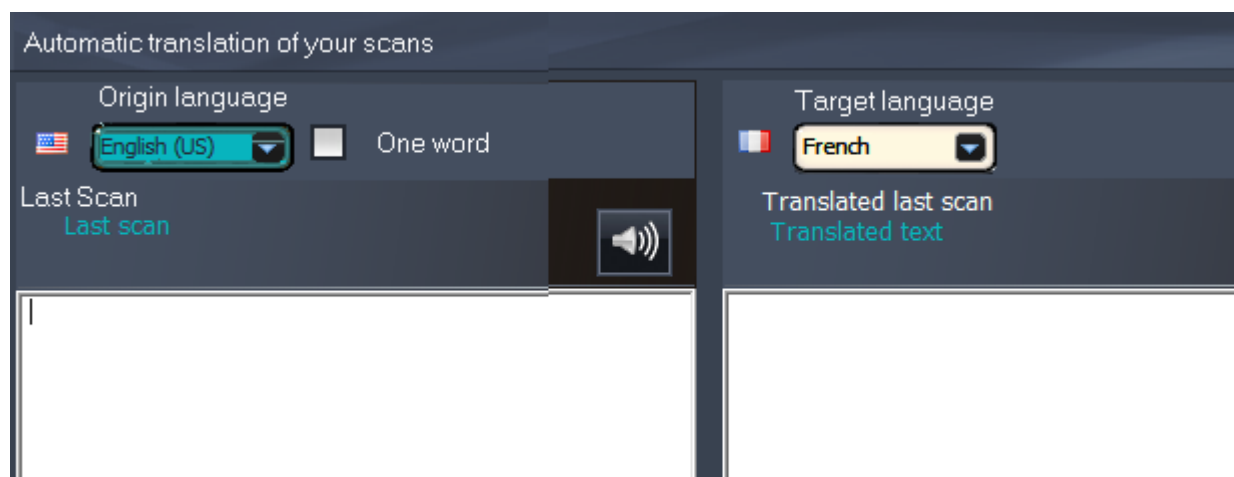 Automatic translation of your scans
Origin language
English (US)
One word
Last Scan
Last scan
Target language
French
Translated last scan
Translated text